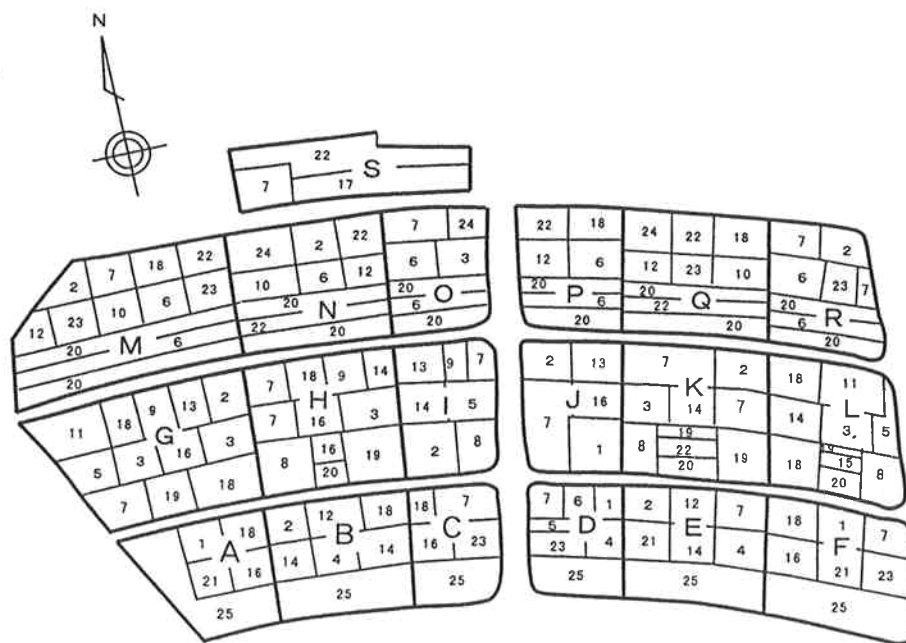 N
22
S
7 17
7 24
6 3
20
O
6
20
24 2 22
10 6 12
20
N
22 20
2 7 18 22
12 23 10 6 23
20 M 6
20
22 18
12 6
20
P
6
20
24 22 18
12 23 10
20
Q
22
20
7 2
6 23 7
20
R
6
20
11 18 9 13 2
G
5 3 16 3
7 19 18
7 18 9 14
H
7 16 3
8 16 19
20
13 9 7
14 I 5
2 8
2 13
J 16
7
1
7 2
K
3 14 7
8 19 19
22
20
18 11
L
14 3 5
9
18 15 8
20
7 18
A
21 16
25
2 12 18
B
14 4 14
25
18 7
C
16 23
25
7 6 1
5 D
23 4
25
2 12 7
E
21 14 4
25
18 1 7
F
16 21 23
25